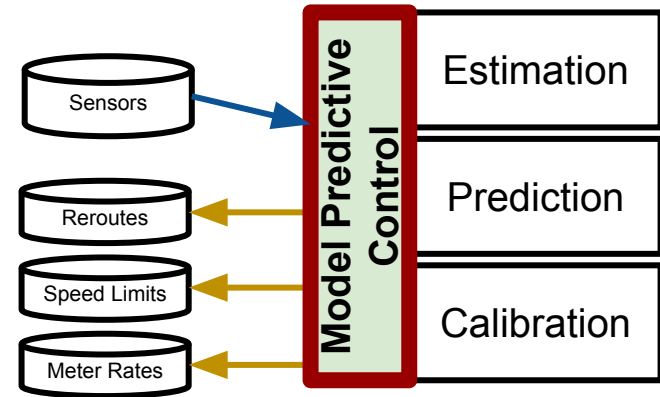 Sensors
Reroutes
Speed Limits
Meter Rates
Model Predictive
Control
Estimation
Prediction
Calibration